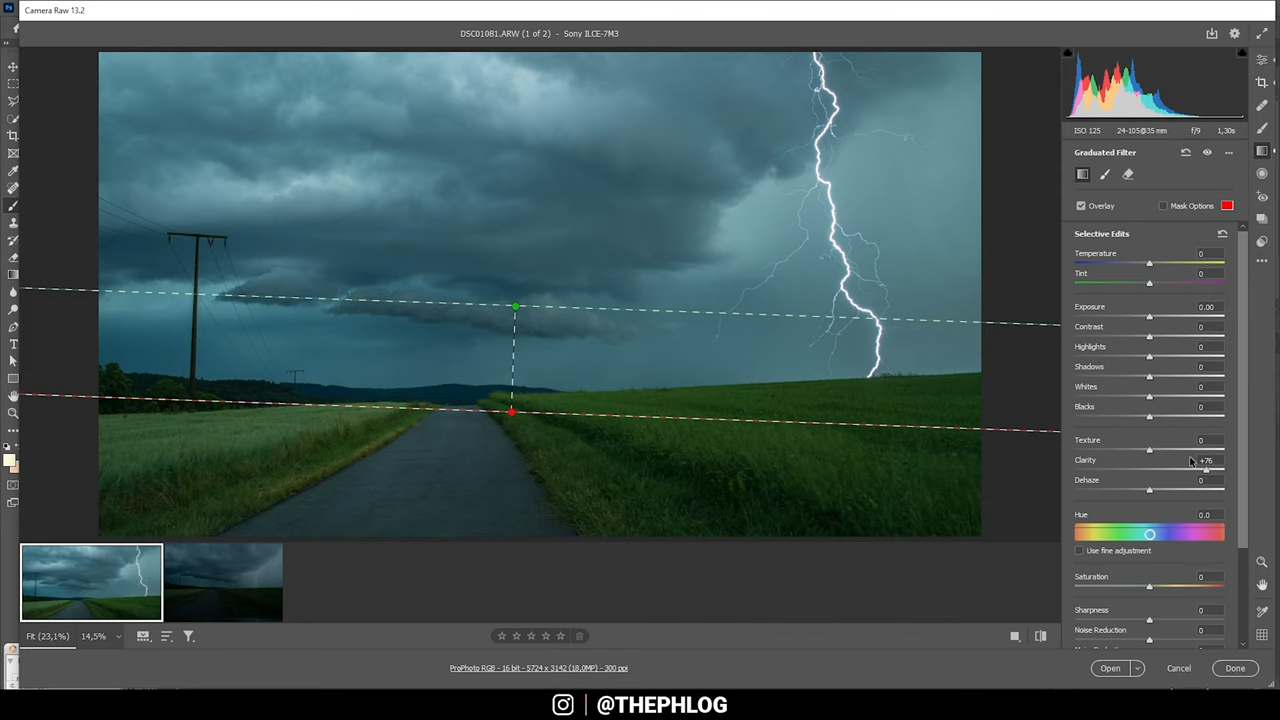 Ps
Camera Raw 13.2
DSC01081.ARW (1 of 2) - Sony ILCE-7M3
ISO 125 24-105@35 mm f/9 1,30s
Graduated Filter
Overlay Mask Options
Selective Edits
Temperature 0
Tint 0
Exposure 0.00
Contrast 0
Highlights 0
Shadows 0
Whites 0
Blacks 0
Texture 0
Clarity +76
Dehaze 0
Hue 0.0
Use fine adjustment
Saturation 0
Sharpness 0
Noise Reduction 0
Fit (23,1%) 14,5%
ProPhoto RGB - 16 bit - 5724 x 3142 (18,0MP) - 300 ppi
Open Cancel Done
@THEPHLOG